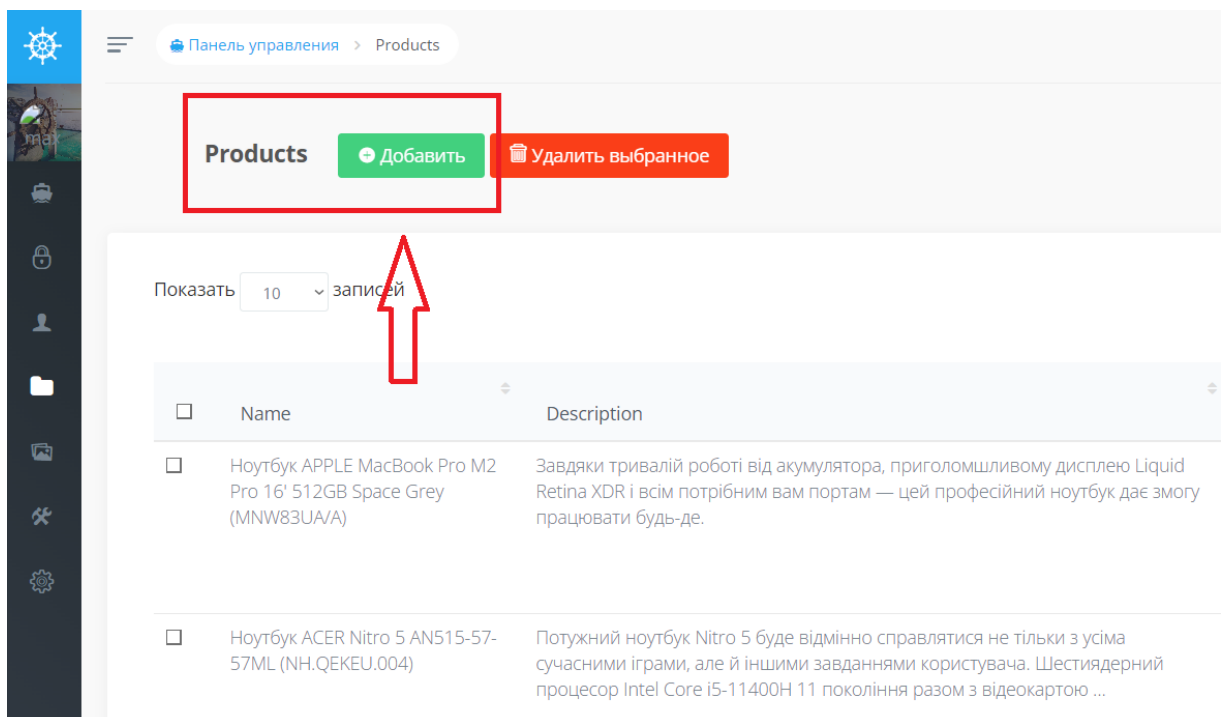 Панель управления > Products
mar
Products
Добавить
Удалить выбранное
Показать 10 записей
Name
Description
Ноутбук APPLE MacBook Pro M2
Pro 16' 512GB Space Grey
(MNW83UA/A)
Завдяки тривалій роботі від акумулятора, приголомшливому дисплею Liquid
Retina XDR і всім потрібним вам портам — цей професійний ноутбук дає змогу
працювати будь-де.
Ноутбук ACER Nitro 5 AN515-57-
57ML (NH.QEKEU.004)
Потужний ноутбук Nitro 5 буде відмінно справлятися не тільки з усіма
сучасними іграми, але й іншими завданнями користувача. Шестиядерний
процесор Intel Core i5-11400H 11 покоління разом з відеокартою ...